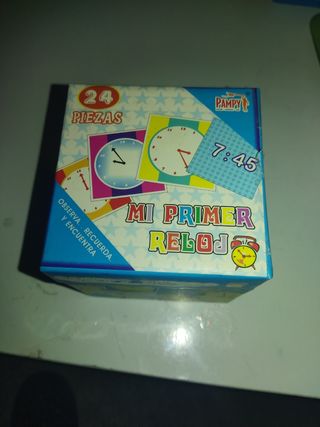 24
PIEZAS
PAMPY
7:45
MI PRIMER
RELOJ
OBSERVA, RECUERDA
Y ENCUENTRA